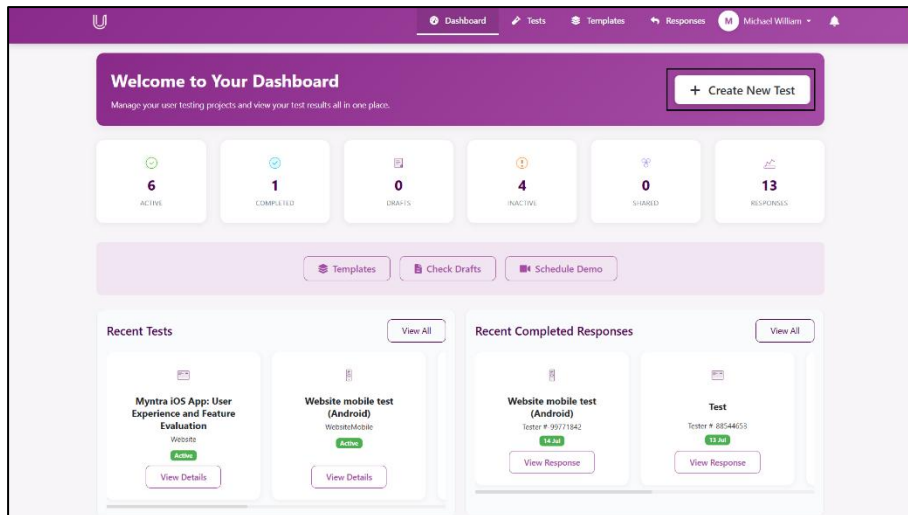 Dashboard
Tests
Templates
Responses
M
Michael William
Welcome to Your Dashboard
Manage your user testing projects and view your test results all in one place.
+ Create New Test
6
ACTIVE
1
COMPLETED
0
DRAFTS
4
INACTIVE
0
SHARED
13
RESPONSES
Templates
Check Drafts
Schedule Demo
Recent Tests
View All
Myntra iOS App: User
Experience and Feature
Evaluation
Website
Active
View Details
Website mobile test
(Android)
WebsiteMobile
Active
View Details
Recent Completed Responses
View All
Website mobile test
(Android)
Tester #-99771842
14 Jul
View Response
Test
Tester #-88544653
13 Jul
View Response